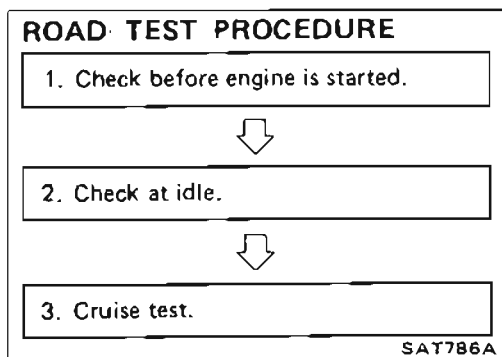 ROAD TEST PROCEDURE
1. Check before engine is started.
2. Check at idle.
3. Cruise test.
SAT786A